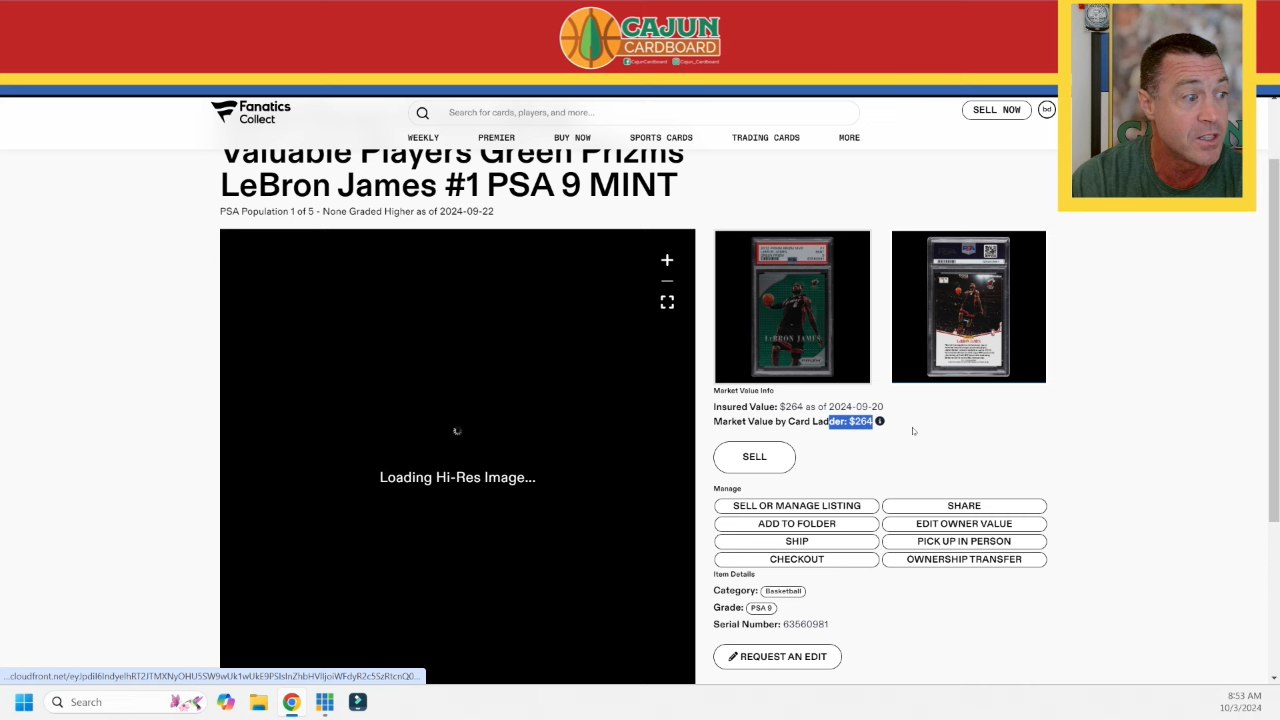 CAJUN
CARDBOARD
CajunCardboard Cajun_Cardboard
Fanatics
Collect
Search for cards, players, and more...
SELL NOW
bd
WEEKLY PREMIER BUY NOW SPORTS CARDS TRADING CARDS MORE
Valuable Players Green Prizms
LeBron James #1 PSA 9 MINT
PSA Population 1 of 5 - None Graded Higher as of 2024-09-22
LEBRON JAMES
Market Value Info
Insured Value: $264 as of 2024-09-20
Market Value by Card Ladder: $264
Loading Hi-Res Image...
SELL
Manage
SELL OR MANAGE LISTING SHARE
ADD TO FOLDER EDIT OWNER VALUE
SHIP PICK UP IN PERSON
CHECKOUT OWNERSHIP TRANSFER
Item Details
Category: Basketball
Grade: PSA 9
Serial Number: 63560981
REQUEST AN EDIT
Search
8:53 AM
10/3/2024